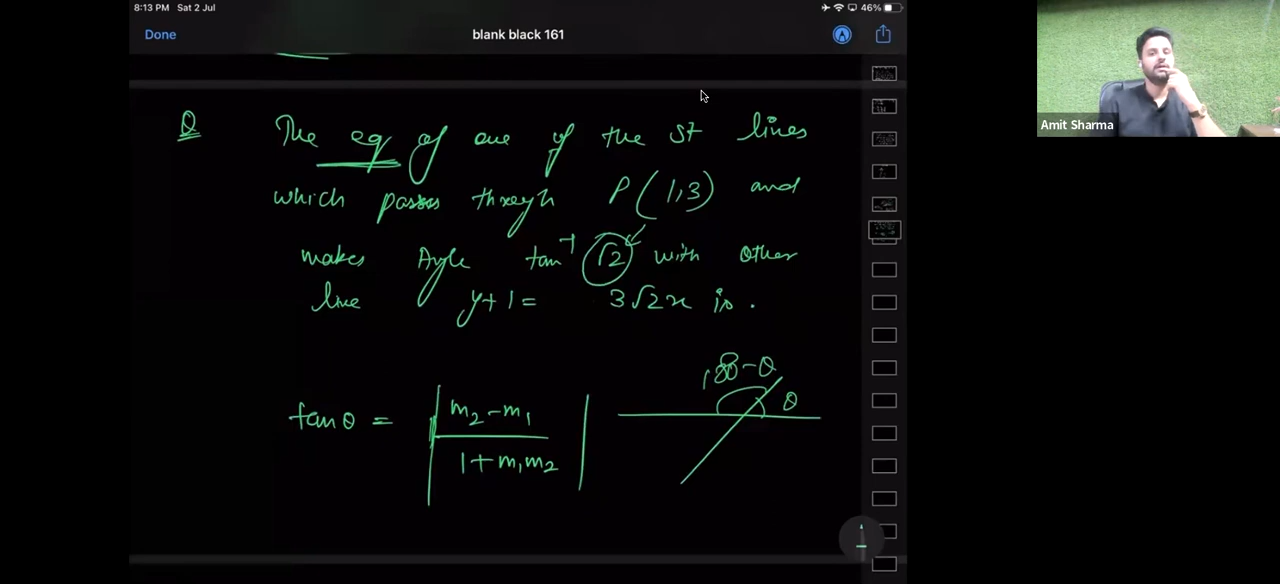 8:13 PM Sat 2 Jul
46%
Done
blank black 161
Amit Sharma
Q The eq of one of the st lines
which passes through P(1,3) and
makes Angle tan⁻¹ √2 with other
line y+1 = 3√2x is .
180-θ
θ
tanθ = | m₂-m₁ / 1+m₁m₂ |